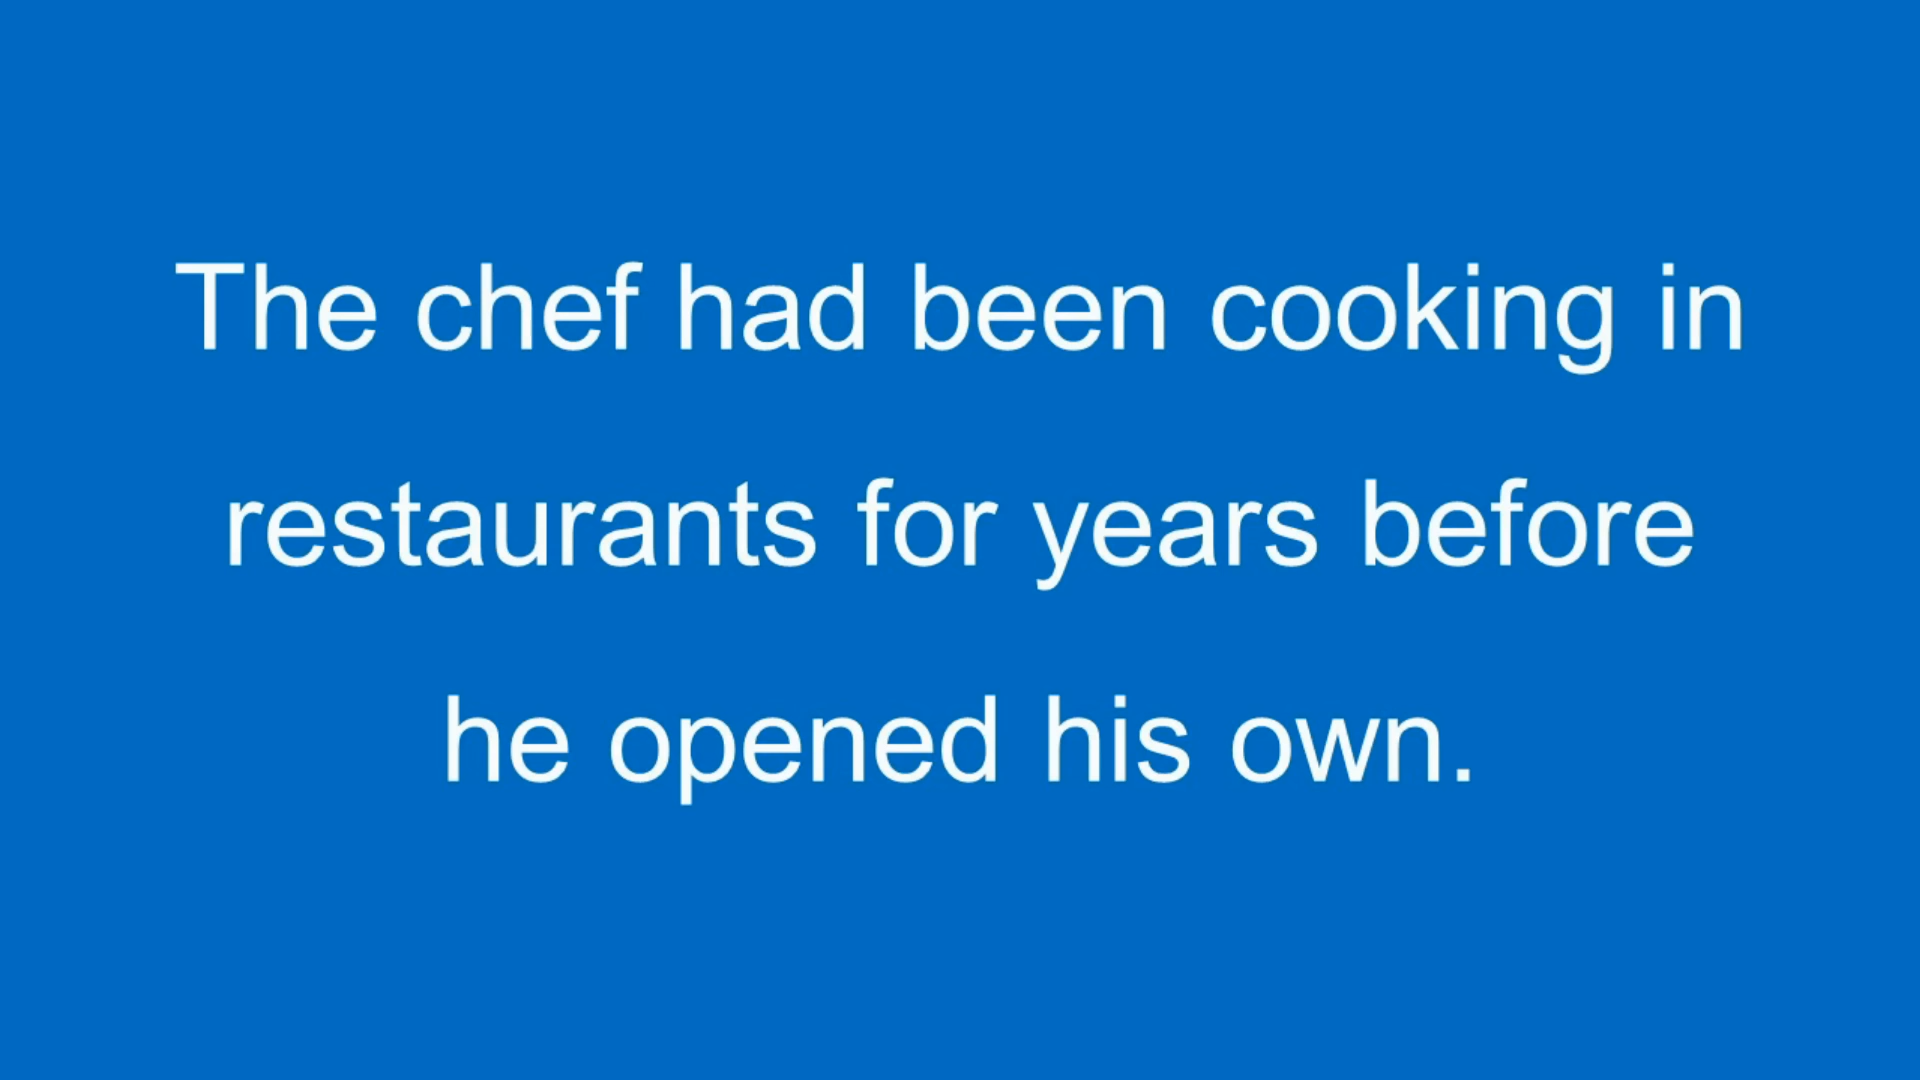 The chef had been cooking in
restaurants for years before
he opened his own.